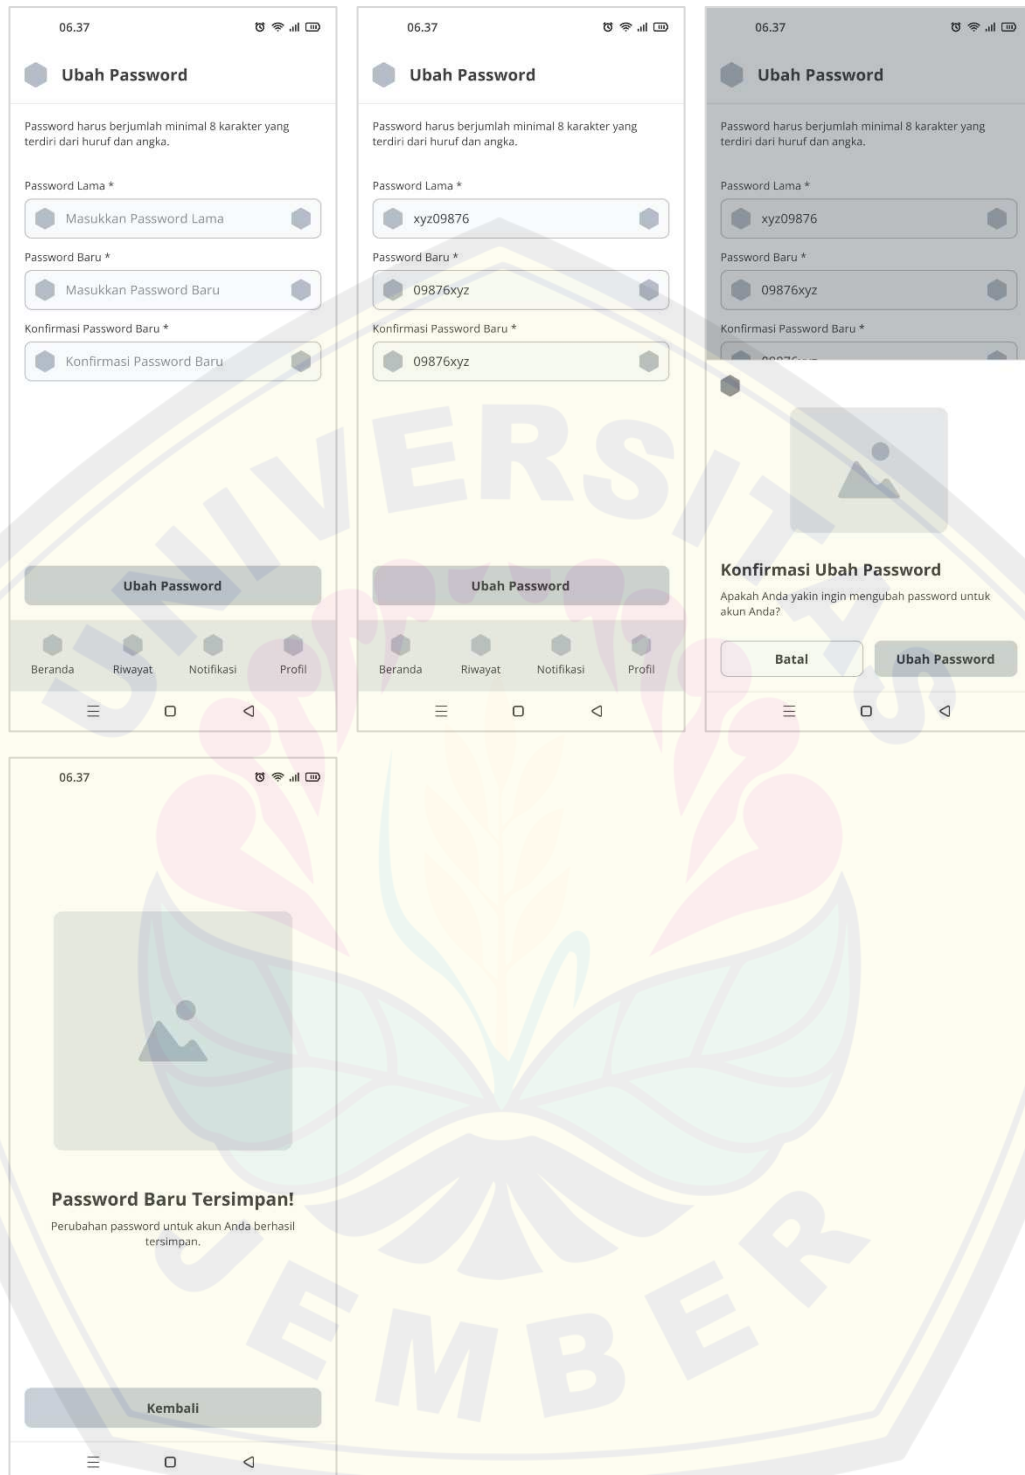 06.37
Ubah Password
Password harus berjumlah minimal 8 karakter yang
terdiri dari huruf dan angka.
Password Lama *
Masukkan Password Lama
Password Baru *
Masukkan Password Baru
Konfirmasi Password Baru *
Konfirmasi Password Baru
Ubah Password
Beranda
Riwayat
Notifikasi
Profil
06.37
Ubah Password
Password harus berjumlah minimal 8 karakter yang
terdiri dari huruf dan angka.
Password Lama *
xyz09876
Password Baru *
09876xyz
Konfirmasi Password Baru *
09876xyz
Ubah Password
Beranda
Riwayat
Notifikasi
Profil
06.37
Ubah Password
Password harus berjumlah minimal 8 karakter yang
terdiri dari huruf dan angka.
Password Lama *
xyz09876
Password Baru *
09876xyz
Konfirmasi Password Baru *
Konfirmasi Ubah Password
Apakah Anda yakin ingin mengubah password untuk
akun Anda?
Batal
Ubah Password
06.37
Password Baru Tersimpan!
Perubahan password untuk akun Anda berhasil
tersimpan.
Kembali
UNIVERSITAS
JEMBER